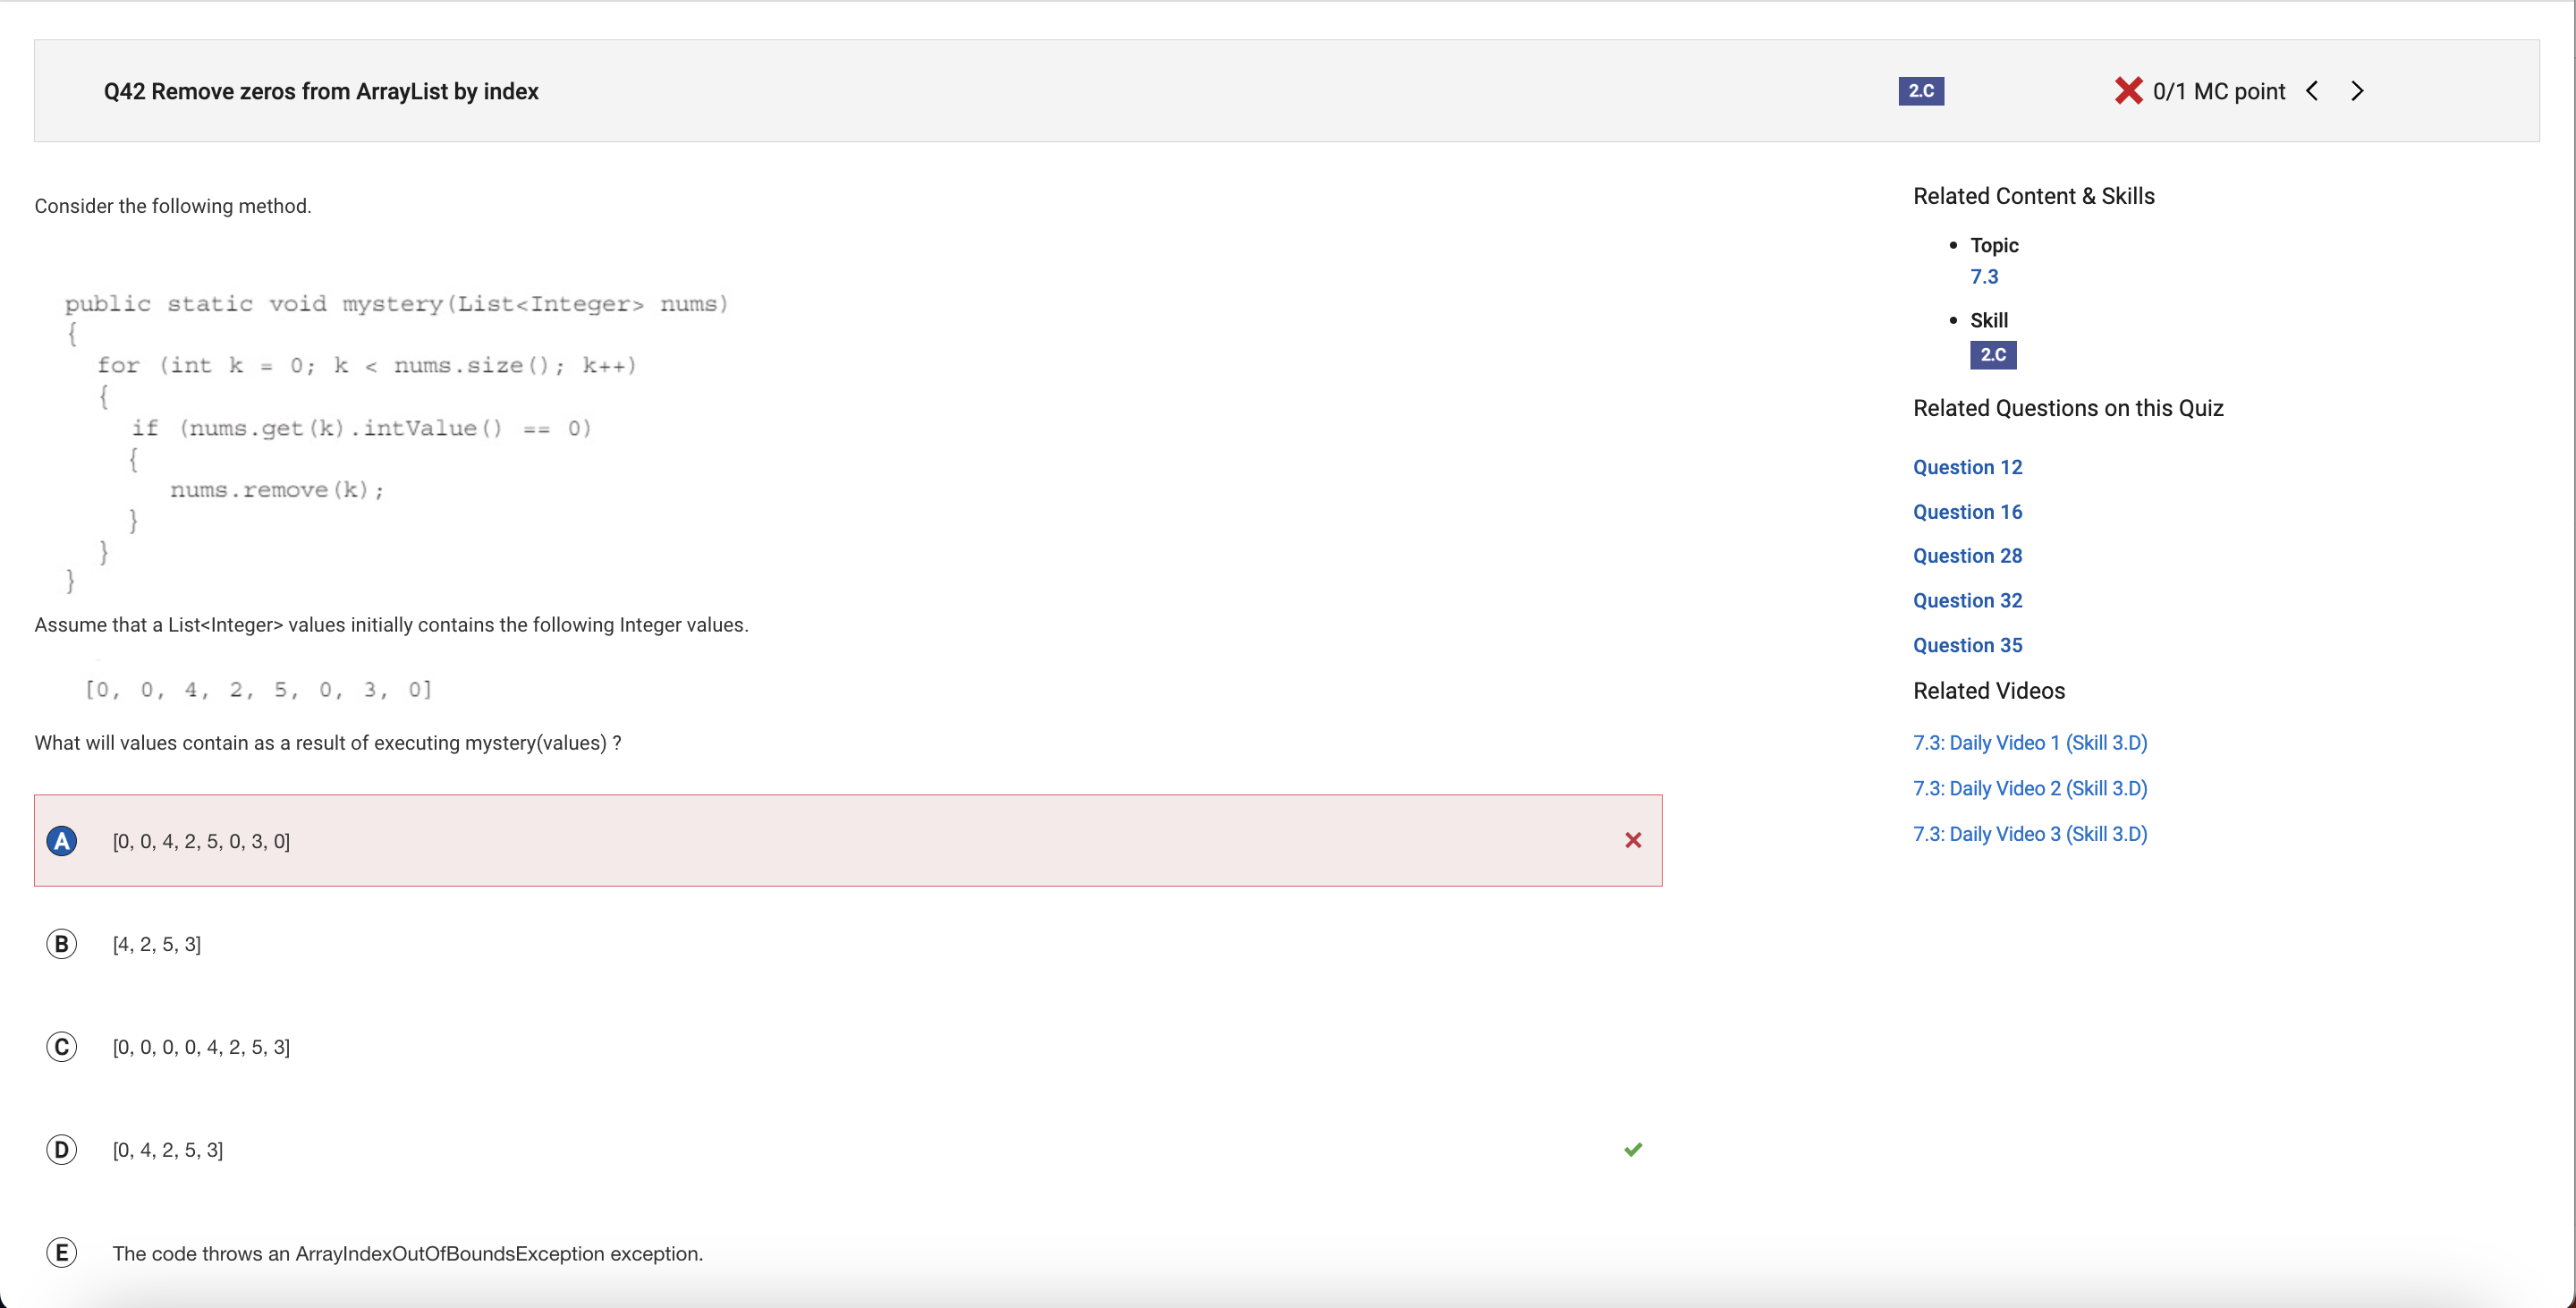 Q42 Remove zeros from ArrayList by index
2.C
0/1 MC point
Consider the following method.
public static void mystery(List<Integer> nums)
{
for (int k = 0; k < nums.size(); k++)
{
if (nums.get(k).intValue() == 0)
{
nums.remove(k);
}
}
}
Assume that a List<Integer> values initially contains the following Integer values.
[0, 0, 4, 2, 5, 0, 3, 0]
What will values contain as a result of executing mystery(values) ?
A [0, 0, 4, 2, 5, 0, 3, 0]
B [4, 2, 5, 3]
C [0, 0, 0, 0, 4, 2, 5, 3]
D [0, 4, 2, 5, 3]
E The code throws an ArrayIndexOutOfBoundsException exception.
Related Content & Skills
• Topic
7.3
• Skill
2.C
Related Questions on this Quiz
Question 12
Question 16
Question 28
Question 32
Question 35
Related Videos
7.3: Daily Video 1 (Skill 3.D)
7.3: Daily Video 2 (Skill 3.D)
7.3: Daily Video 3 (Skill 3.D)